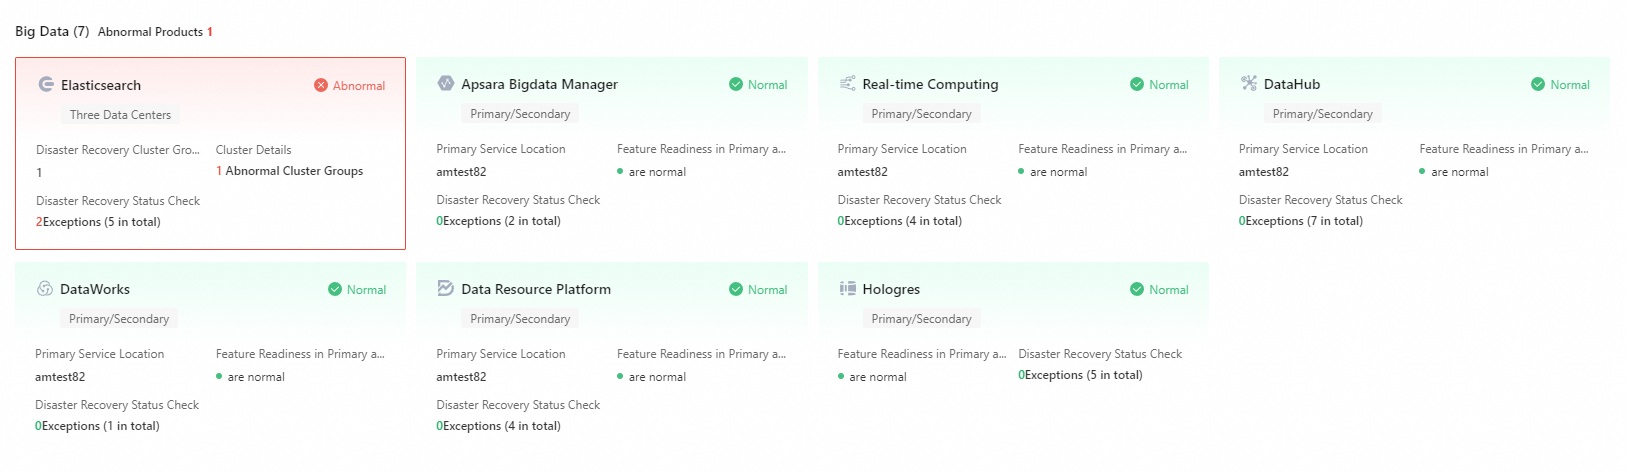 Big Data (7) Abnormal Products 1
Elasticsearch
Abnormal
Three Data Centers
Disaster Recovery Cluster Gro...
Cluster Details
1
1 Abnormal Cluster Groups
Disaster Recovery Status Check
2Exceptions (5 in total)
Apsara Bigdata Manager
Normal
Primary/Secondary
Primary Service Location
Feature Readiness in Primary a...
amtest82
are normal
Disaster Recovery Status Check
0Exceptions (2 in total)
Real-time Computing
Normal
Primary/Secondary
Primary Service Location
Feature Readiness in Primary a...
amtest82
are normal
Disaster Recovery Status Check
0Exceptions (4 in total)
DataHub
Normal
Primary/Secondary
Primary Service Location
Feature Readiness in Primary a...
amtest82
are normal
Disaster Recovery Status Check
0Exceptions (7 in total)
DataWorks
Normal
Primary/Secondary
Primary Service Location
Feature Readiness in Primary a...
amtest82
are normal
Disaster Recovery Status Check
0Exceptions (1 in total)
Data Resource Platform
Normal
Primary/Secondary
Primary Service Location
Feature Readiness in Primary a...
amtest82
are normal
Disaster Recovery Status Check
0Exceptions (4 in total)
Hologres
Normal
Primary/Secondary
Feature Readiness in Primary a...
Disaster Recovery Status Check
are normal
0Exceptions (5 in total)